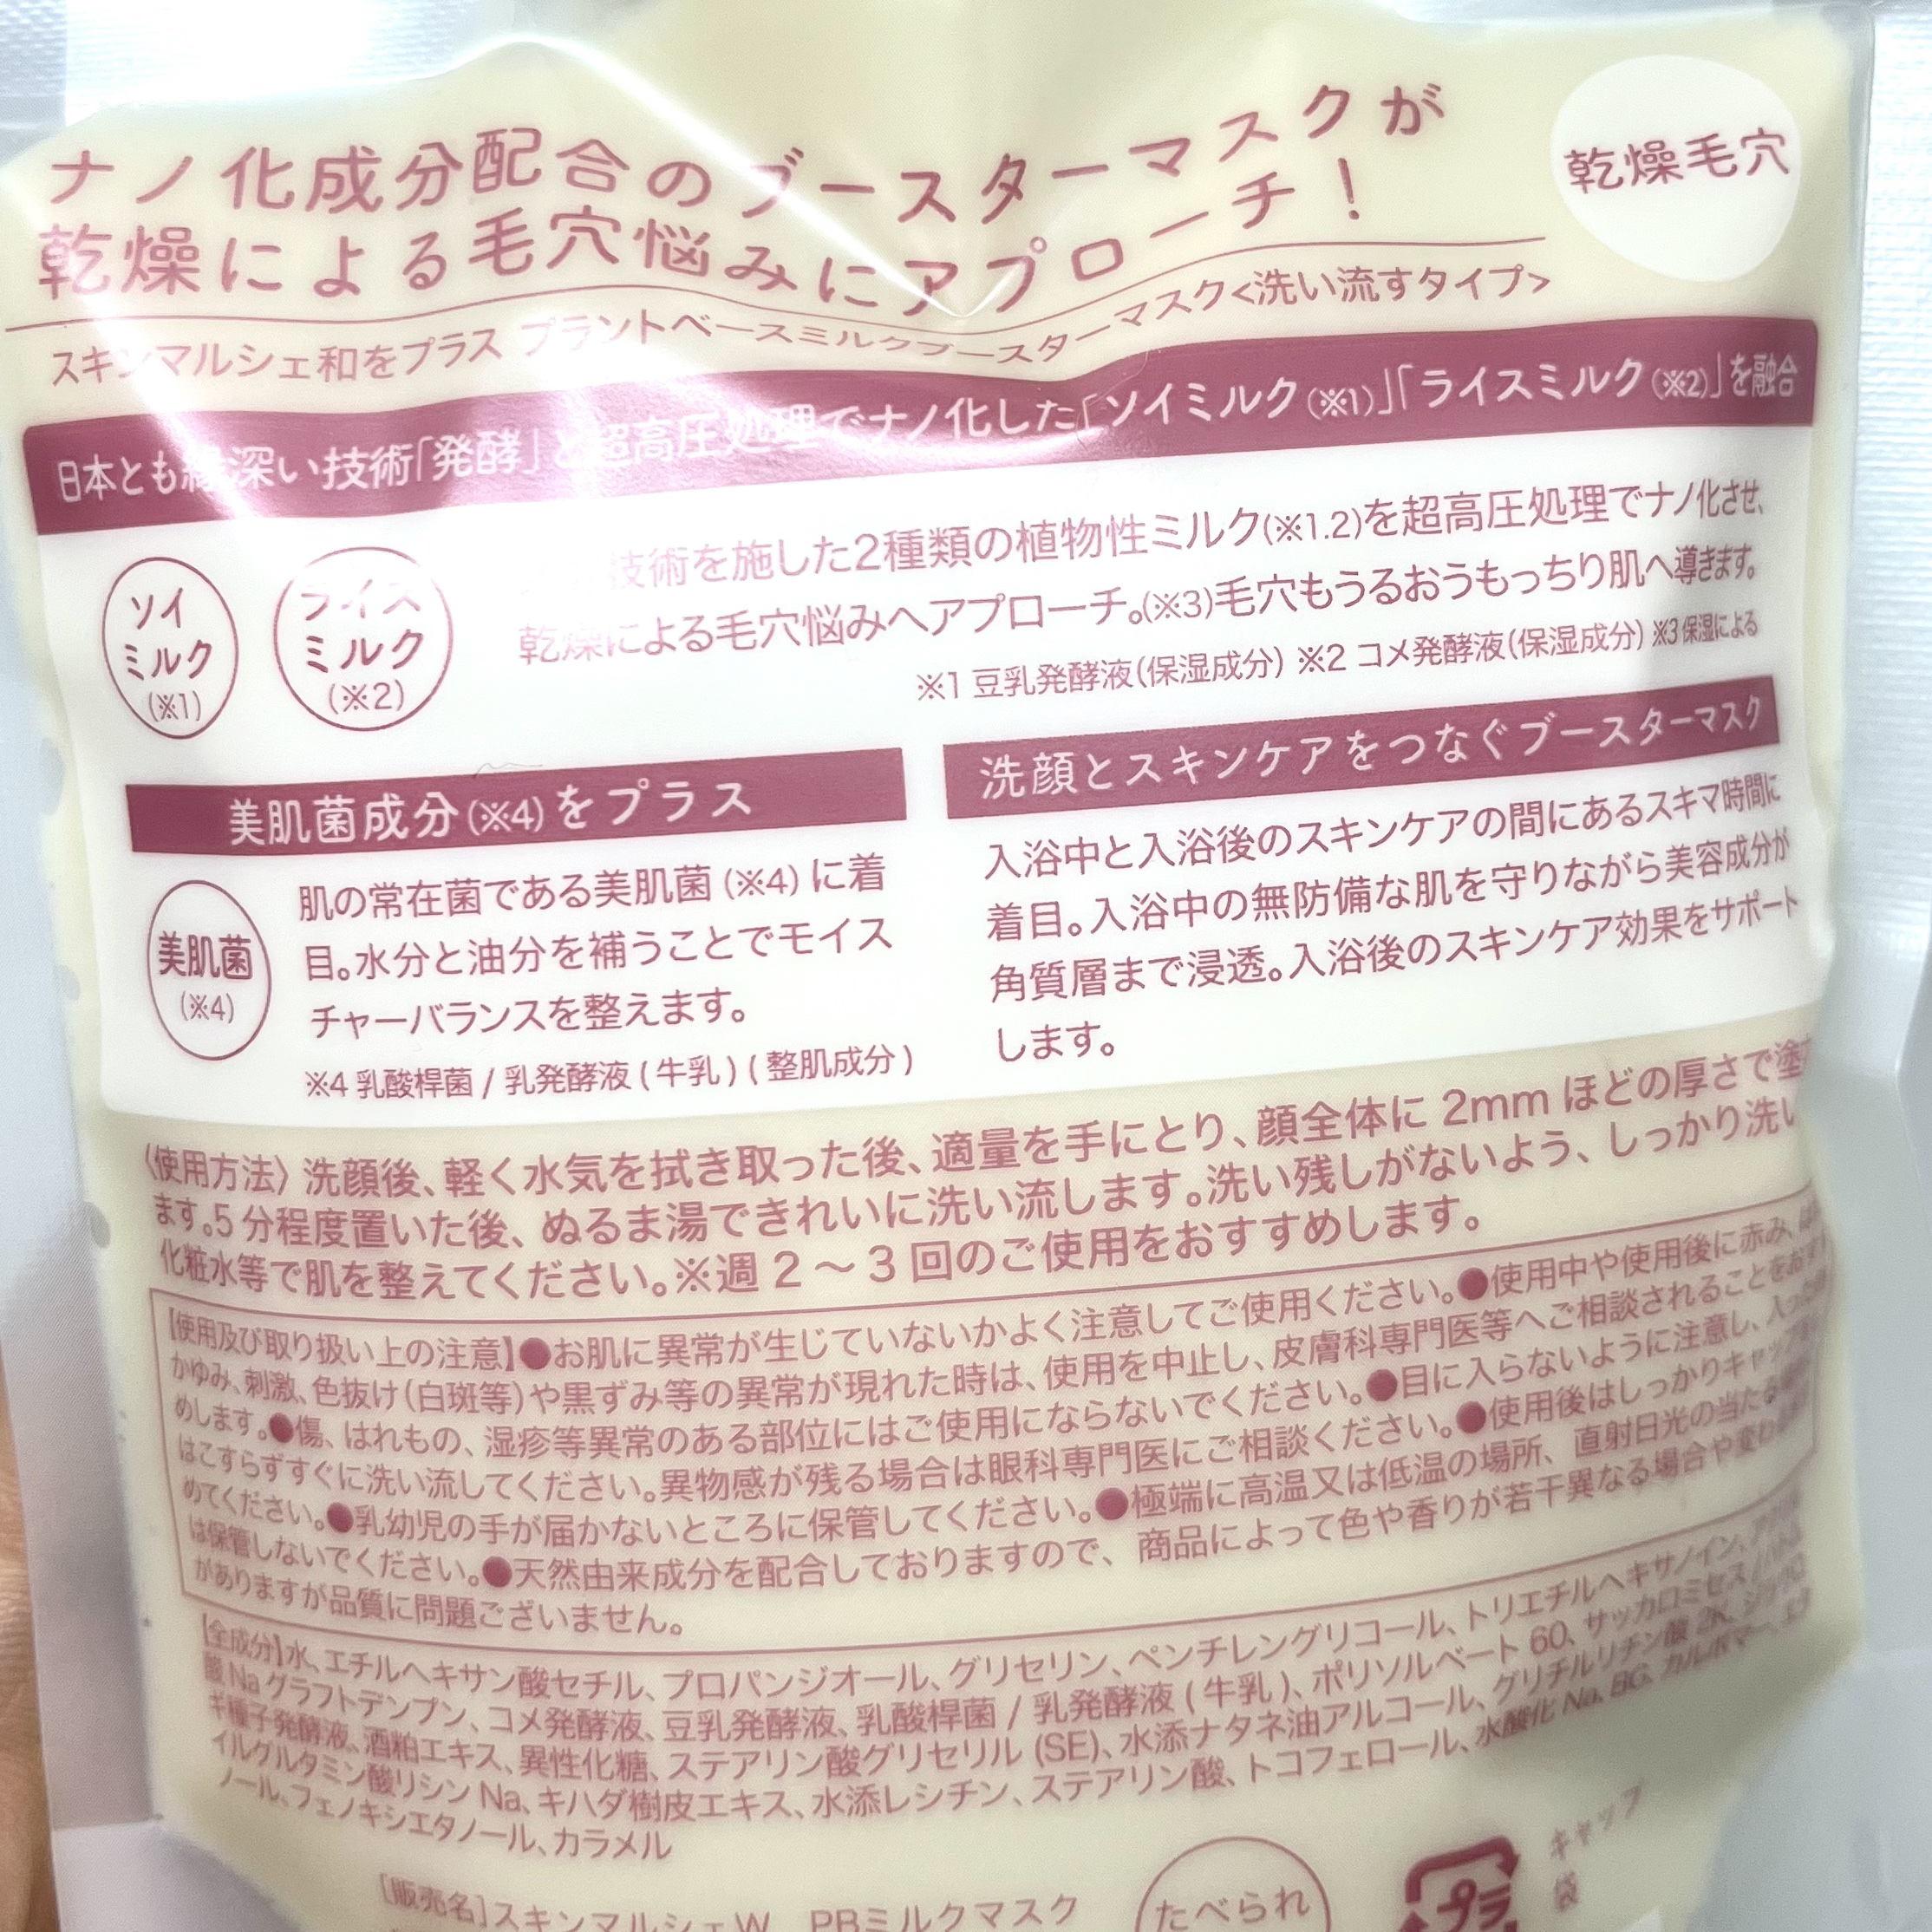 ナノ化成分配合のブースターマスクが
乾燥による毛穴悩みにアプローチ！
乾燥毛穴
スキンマルシェ和をプラス プラントベースミルクブースターマスク<洗い流すタイプ>
日本とも縁深い技術「発酵」と超高圧処理でナノ化した「ソイミルク(※1)」「ライスミルク(※2)」を融合
ソイ
ミルク
(※1)
ライス
ミルク
(※2)
技術を施した2種類の植物性ミルク(※1.2)を超高圧処理でナノ化させ、
乾燥による毛穴悩みへアプローチ。(※3)毛穴もうるおうもっちり肌へ導きます。
※1 豆乳発酵液(保湿成分) ※2 コメ発酵液(保湿成分) ※3 保湿による
美肌菌成分(※4)をプラス
美肌菌
(※4)
肌の常在菌である美肌菌(※4)に着
目。水分と油分を補うことでモイス
チャーバランスを整えます。
※4 乳酸桿菌 / 乳発酵液 ( 牛乳 ) ( 整肌成分 )
洗顔とスキンケアをつなぐブースターマスク
入浴中と入浴後のスキンケアの間にあるスキマ時間に
着目。入浴中の無防備な肌を守りながら美容成分が
角質層まで浸透。入浴後のスキンケア効果をサポート
します。
〈使用方法〉洗顔後、軽く水気を拭き取った後、適量を手にとり、顔全体に 2mm ほどの厚さで塗
ます。5 分程度置いた後、ぬるま湯できれいに洗い流します。洗い残しがないよう、しっかり洗い
化粧水等で肌を整えてください。※週 2 〜 3 回のご使用をおすすめします。
【使用及び取り扱い上の注意】●お肌に異常が生じていないかよく注意してご使用ください。●使用中や使用後に赤み、
かゆみ、刺激、色抜け(白斑等)や黒ずみ等の異常が現れた時は、使用を中止し、皮膚科専門医等へご相談されることをおすす
めします。●傷、はれもの、湿疹等異常のある部位にはご使用にならないでください。●目に入らないように注意し、入った
はこすらずすぐに洗い流してください。異物感が残る場合は眼科専門医にご相談ください。●使用後はしっかりキャップを
めてください。●乳幼児の手が届かないところに保管してください。●極端に高温又は低温の場所、直射日光の当たる
は保管しないでください。●天然由来成分を配合しておりますので、商品によって色や香りが若干異なる場合や変わ
がありますが品質に問題ございません。
【全成分】水、エチルヘキサン酸セチル、プロパンジオール、グリセリン、ペンチレングリコール、トリエチルヘキサノイン、
酸 Na グラフトデンプン、コメ発酵液、豆乳発酵液、乳酸桿菌 / 乳発酵液 ( 牛乳 )、ポリソルベート 60、サッカロミセス /
ギ種子発酵液、酒粕エキス、異性化糖、ステアリン酸グリセリル (SE)、水添ナタネ油アルコール、グリチルリチン酸 2K、
イルグルタミン酸リシン Na、キハダ樹皮エキス、水添レシチン、ステアリン酸、トコフェロール、水酸化 Na、BG、カルボマー、
ノール、フェノキシエタノール、カラメル
[販売名]スキンマルシェW PBミルクマスク
たべられ
プラ
キャップ
袋